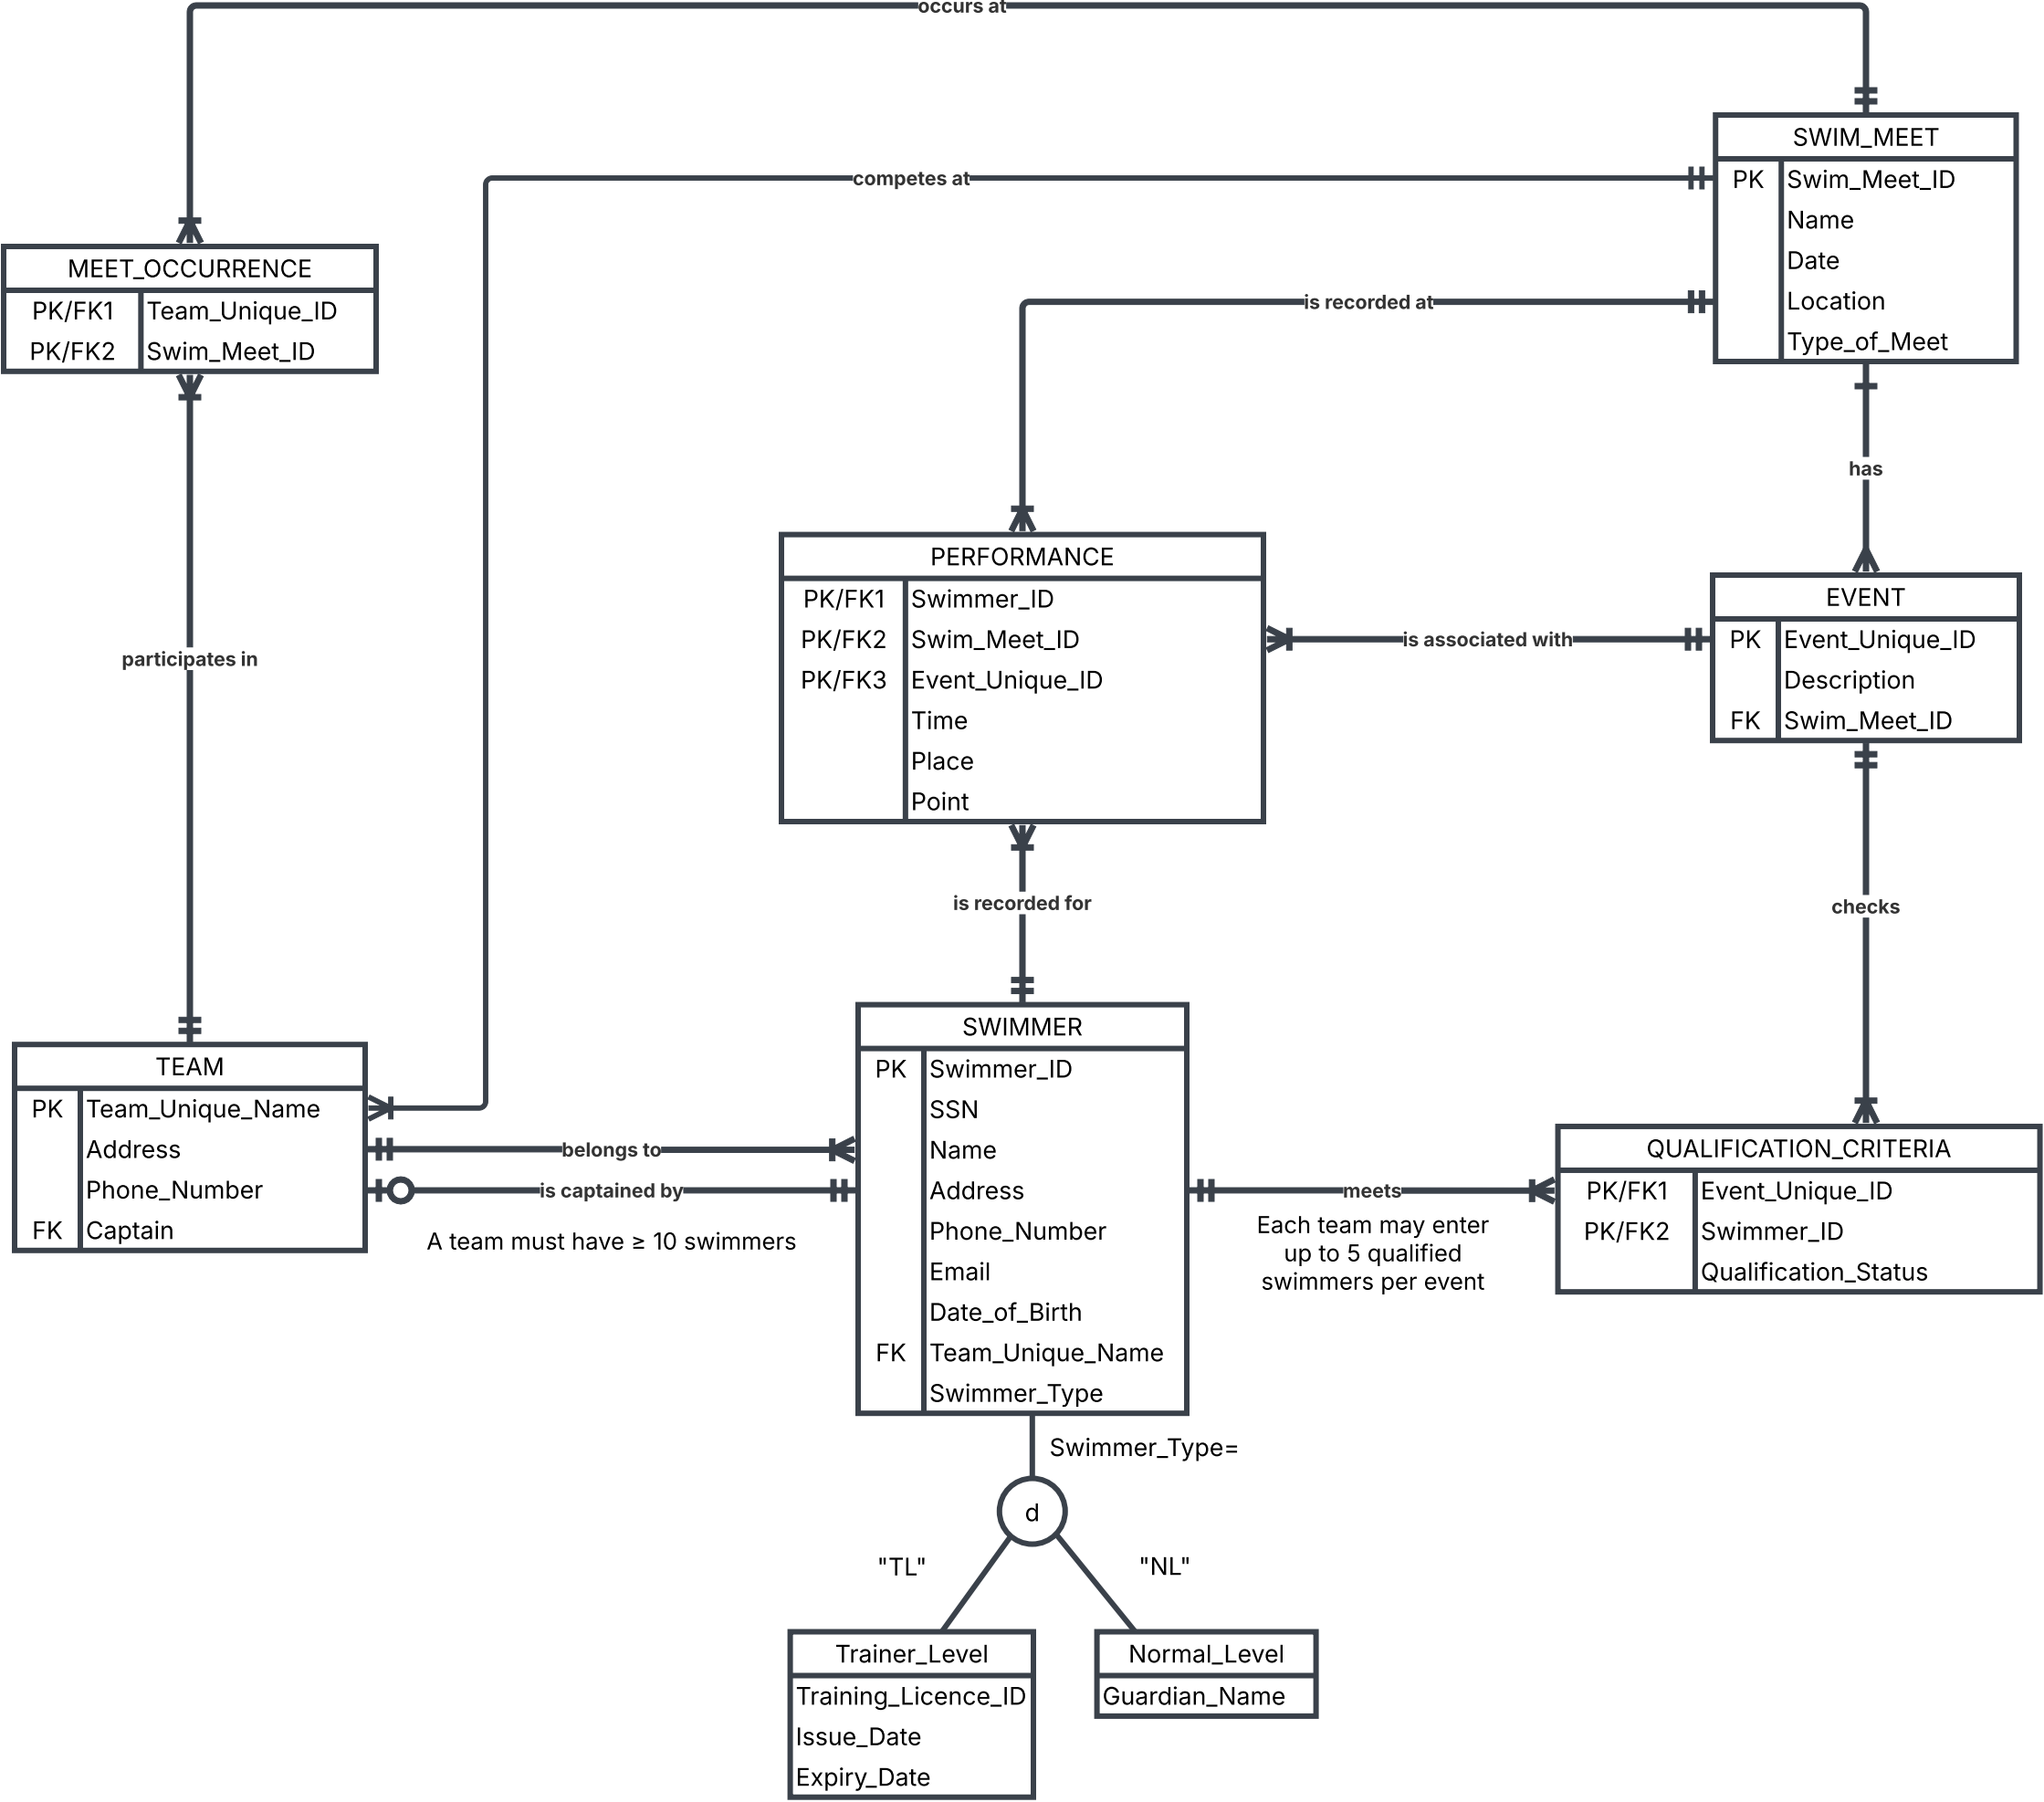 occurs at
SWIM_MEET
PK Swim_Meet_ID
Name
Date
Location
Type_of_Meet
competes at
is recorded at
MEET_OCCURRENCE
PK/FK1 Team_Unique_ID
PK/FK2 Swim_Meet_ID
has
PERFORMANCE
PK/FK1 Swimmer_ID
PK/FK2 Swim_Meet_ID
PK/FK3 Event_Unique_ID
Time
Place
Point
is associated with
EVENT
PK Event_Unique_ID
Description
FK Swim_Meet_ID
participates in
is recorded for
checks
TEAM
PK Team_Unique_Name
Address
Phone_Number
FK Captain
belongs to
is captained by
A team must have ≥ 10 swimmers
SWIMMER
PK Swimmer_ID
SSN
Name
Address
Phone_Number
Email
Date_of_Birth
FK Team_Unique_Name
Swimmer_Type
meets
Each team may enter
up to 5 qualified
swimmers per event
QUALIFICATION_CRITERIA
PK/FK1 Event_Unique_ID
PK/FK2 Swimmer_ID
Qualification_Status
Swimmer_Type=
d
"TL"
"NL"
Trainer_Level
Training_Licence_ID
Issue_Date
Expiry_Date
Normal_Level
Guardian_Name